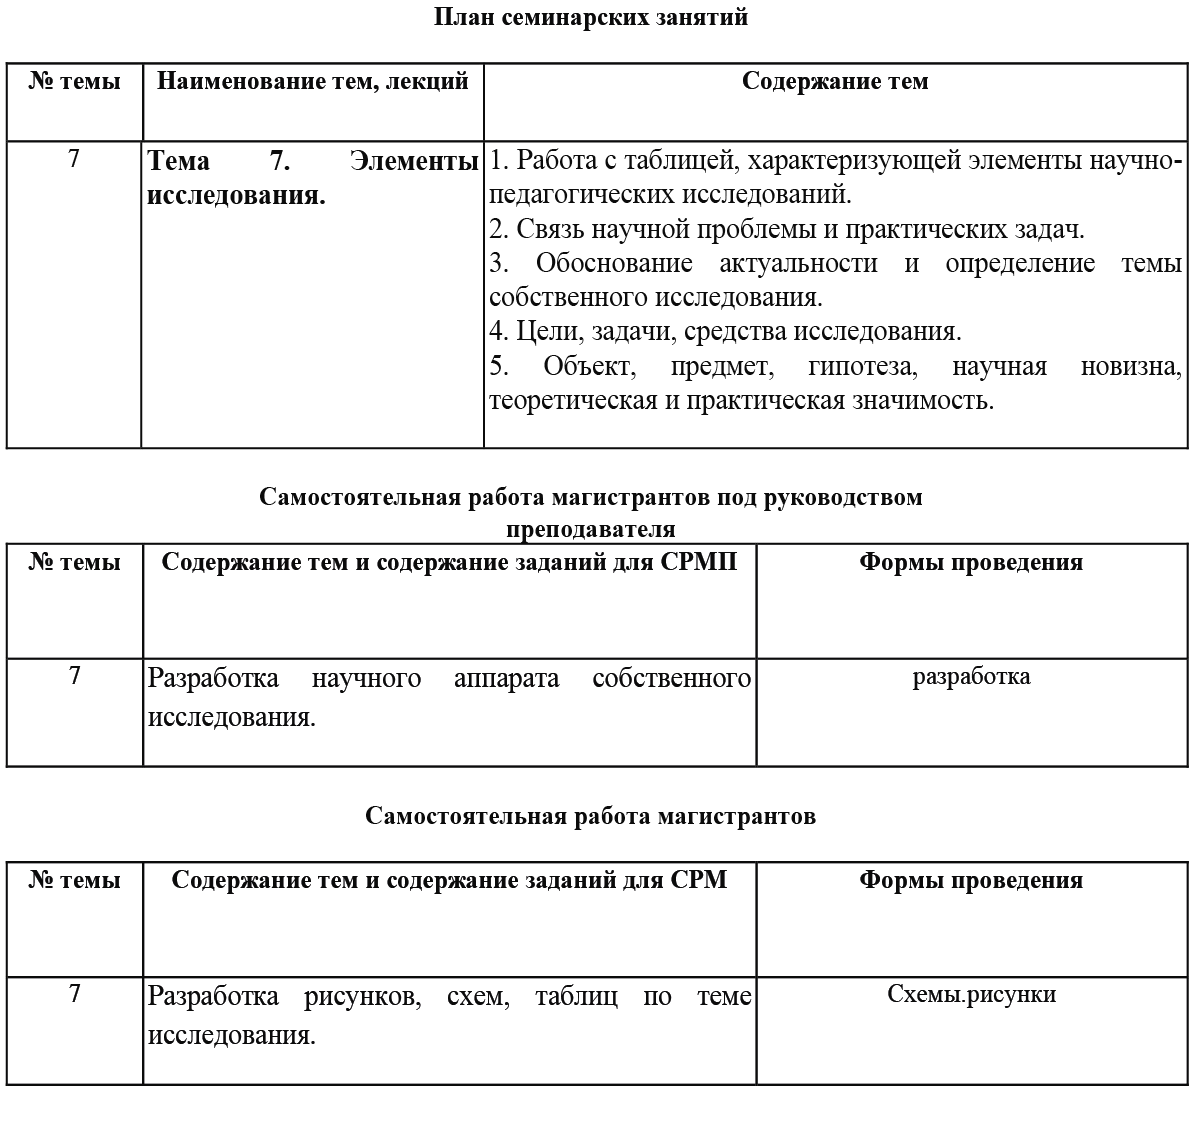 План семинарских занятий
№ темы
Наименование тем, лекций
Содержание тем
7
Тема 7. Элементы
исследования.
1. Работа с таблицей, характеризующей элементы научно-
педагогических исследований.
2. Связь научной проблемы и практических задач.
3. Обоснование актуальности и определение темы
собственного исследования.
4. Цели, задачи, средства исследования.
5. Объект, предмет, гипотеза, научная новизна,
теоретическая и практическая значимость.
Самостоятельная работа магистрантов под руководством
преподавателя
№ темы
Содержание тем и содержание заданий для СРМП
Формы проведения
7
Разработка научного аппарата собственного
исследования.
разработка
Самостоятельная работа магистрантов
№ темы
Содержание тем и содержание заданий для СРМ
Формы проведения
7
Разработка рисунков, схем, таблиц по теме
исследования.
Схемы.рисунки